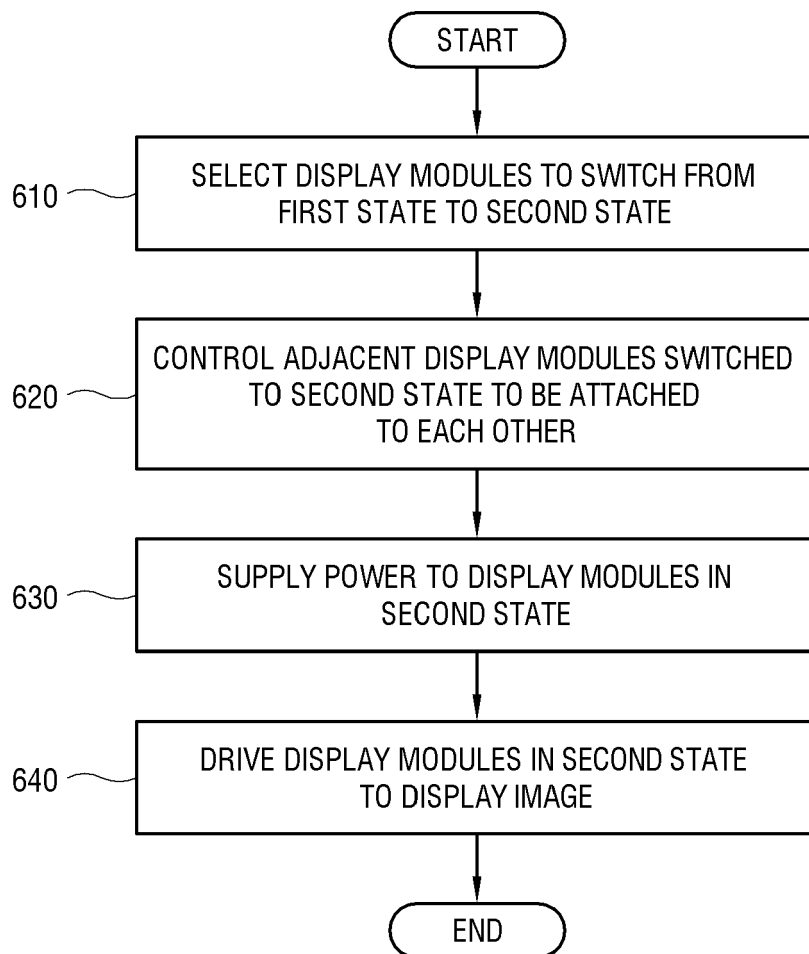 START
610
SELECT DISPLAY MODULES TO SWITCH FROM
FIRST STATE TO SECOND STATE
620
CONTROL ADJACENT DISPLAY MODULES SWITCHED
TO SECOND STATE TO BE ATTACHED
TO EACH OTHER
630
SUPPLY POWER TO DISPLAY MODULES IN
SECOND STATE
640
DRIVE DISPLAY MODULES IN SECOND STATE
TO DISPLAY IMAGE
END